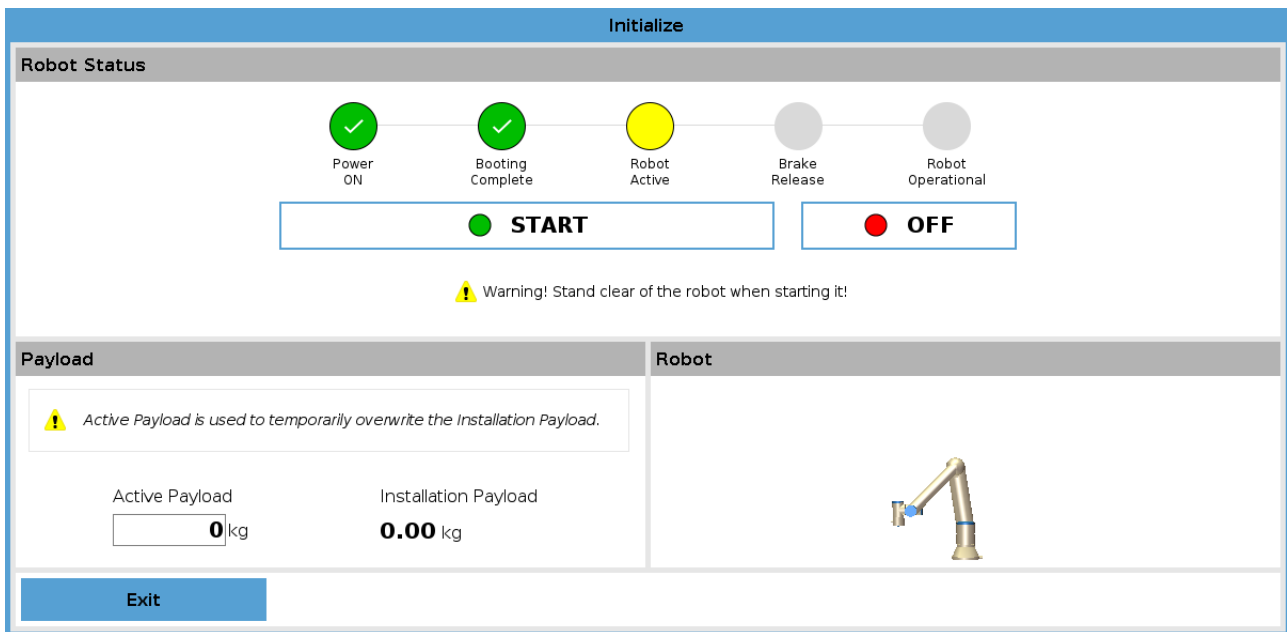 Initialize
Robot Status
Power
ON
Booting
Complete
Robot
Active
Brake
Release
Robot
Operational
START
OFF
Warning! Stand clear of the robot when starting it!
Payload
Robot
Active Payload is used to temporarily overwrite the Installation Payload.
Active Payload
Installation Payload
0 kg
0.00 kg
Exit